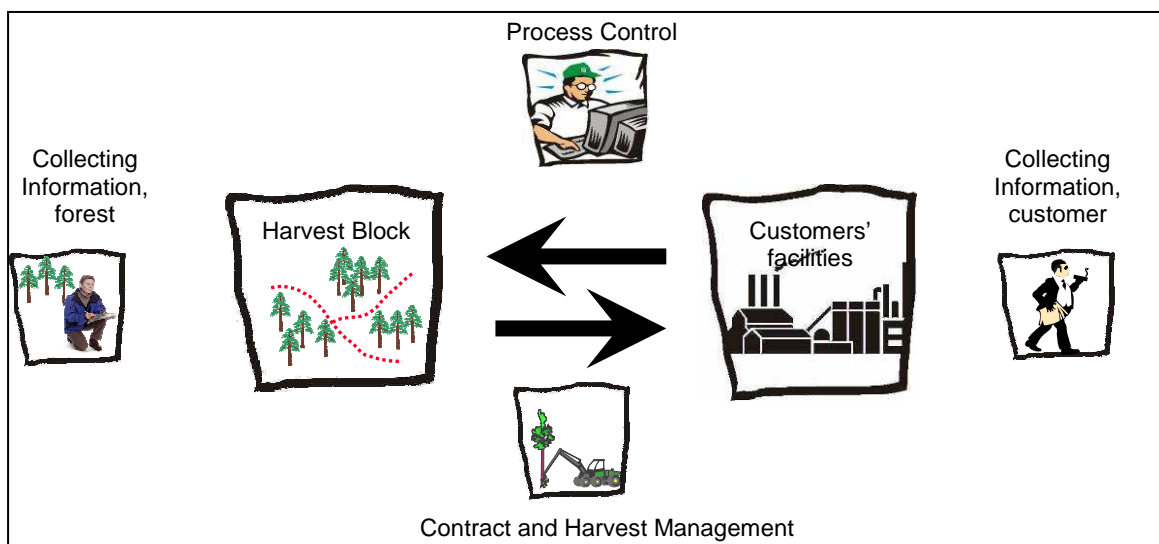 Process Control
Collecting
Information,
forest
Harvest Block
Customers'
facilities
Collecting
Information,
customer
Contract and Harvest Management